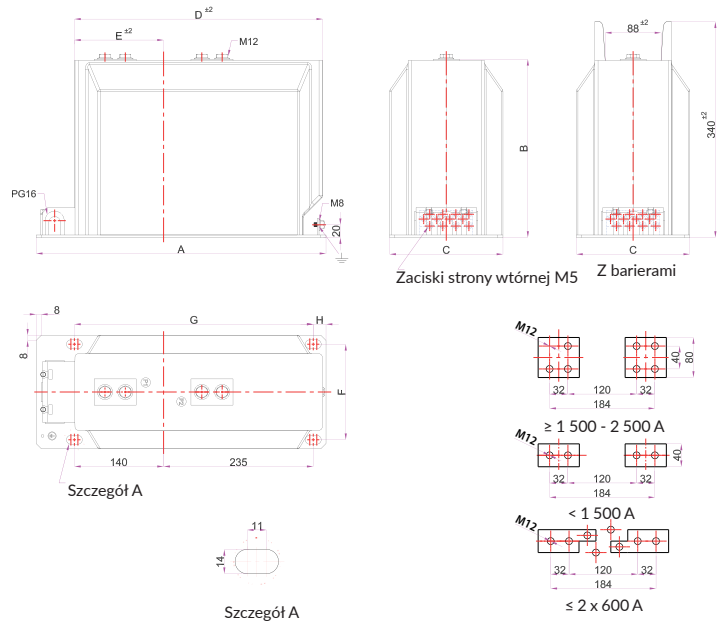 D ±2
E ±2
M12
PG16
M8
20
A
B
C
Zaciski strony wtórnej M5
88 ±2
340 ±2
C
Z barierami
8
8
G
H
F
140
235
Szczegół A
11
14
Szczegół A
M12
40
80
32
120
32
184
≥ 1 500 - 2 500 A
M12
40
32
120
32
184
< 1 500 A
M12
32
120
32
184
≤ 2 x 600 A